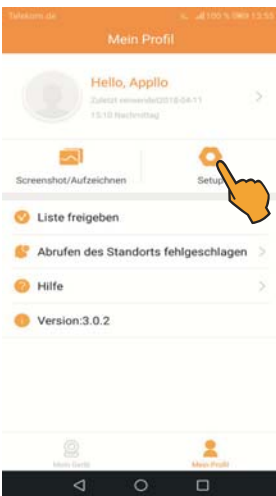 Telekom.de 100 % 13:55
Mein Profil
Hello, Appllo
Zuletzt verwendet2018-04-11
15:10 Nachmittag
Screenshot/Aufzeichnen
Setup
Liste freigeben
Abrufen des Standorts fehlgeschlagen
Hilfe
Version:3.0.2
Mein Gerät
Mein Profil